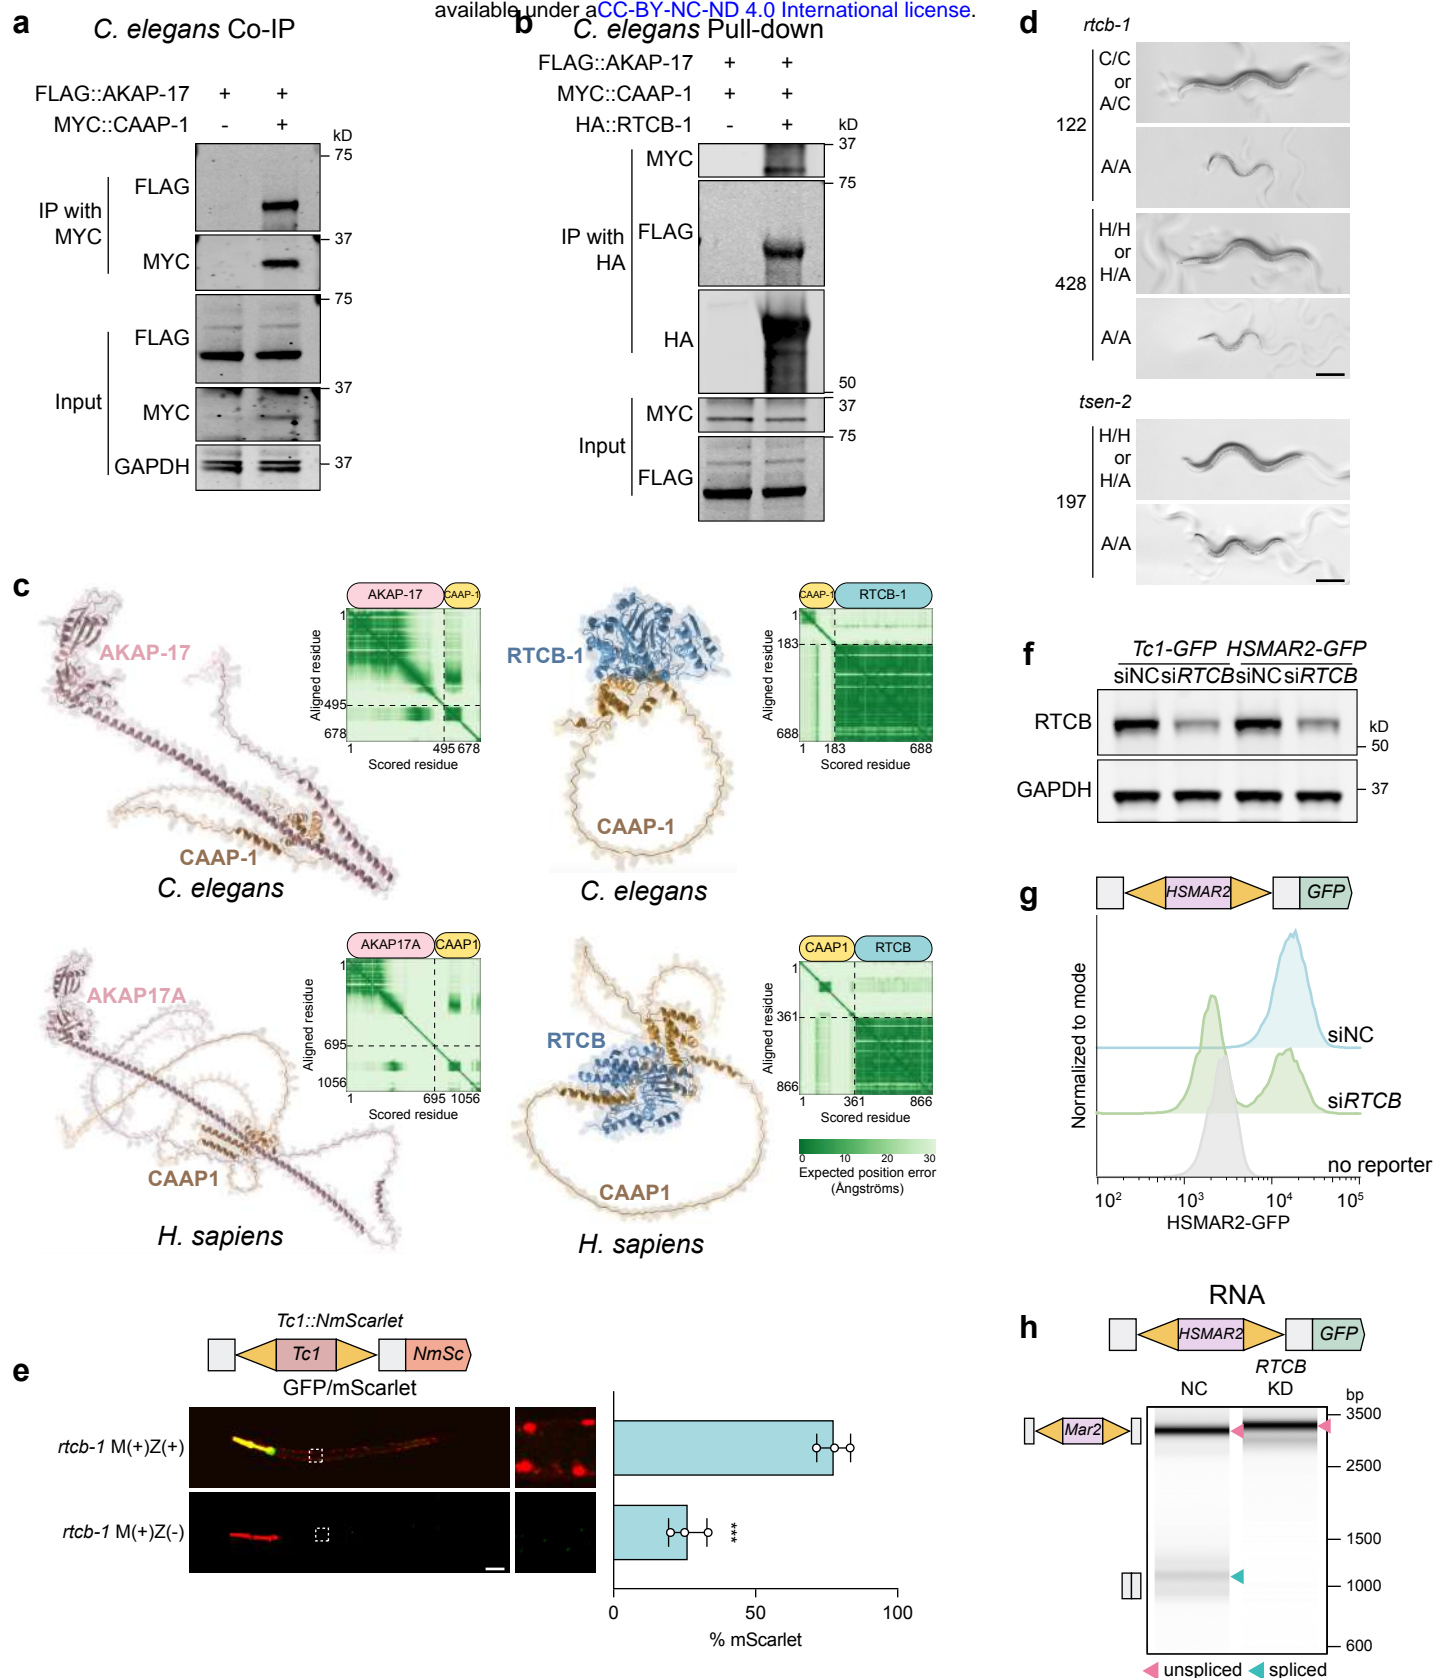 available under aCC-BY-NC-ND 4.0 International license.
a
C. elegans Co-IP
FLAG::AKAP-17 + +
MYC::CAAP-1 - +
kD
75
FLAG
IP with
MYC
37
MYC
75
FLAG
Input
37
MYC
GAPDH
37
b
C. elegans Pull-down
FLAG::AKAP-17 + +
MYC::CAAP-1 + +
HA::RTCB-1 - +
kD
37
MYC
75
IP with
HA
FLAG
HA
50
37
MYC
Input
75
FLAG
d
rtcb-1
C/C
or
A/C
122
A/A
H/H
or
H/A
428
A/A
tsen-2
H/H
or
H/A
197
A/A
c
AKAP-17
CAAP-1
C. elegans
AKAP-17 CAAP-1
1
Aligned residue
495
678
1 495 678
Scored residue
RTCB-1
CAAP-1
C. elegans
CAAP-1 RTCB-1
1
183
Aligned residue
688
1 183 688
Scored residue
AKAP17A
CAAP1
H. sapiens
AKAP17A CAAP1
1
Aligned residue
695
1056
695 1056
1
Scored residue
RTCB
CAAP1
H. sapiens
CAAP1 RTCB
1
Aligned residue
361
866
1 361 866
Scored residue
0 10 20 30
Expected position error
(Ångströms)
f
Tc1-GFP HSMAR2-GFP
siNC siRTCB siNC siRTCB
RTCB
kD
50
GAPDH
37
g
HSMAR2 GFP
Normalized to mode
siNC
siRTCB
no reporter
10² 10³ 10⁴ 10⁵
HSMAR2-GFP
e
Tc1::NmScarlet
Tc1 NmSc
GFP/mScarlet
rtcb-1 M(+)Z(+)
rtcb-1 M(+)Z(-)
***
0 50 100
% mScarlet
h
RNA
HSMAR2 GFP
RTCB
NC KD
bp
3500
Mar2
2500
1500
1000
600
unspliced spliced